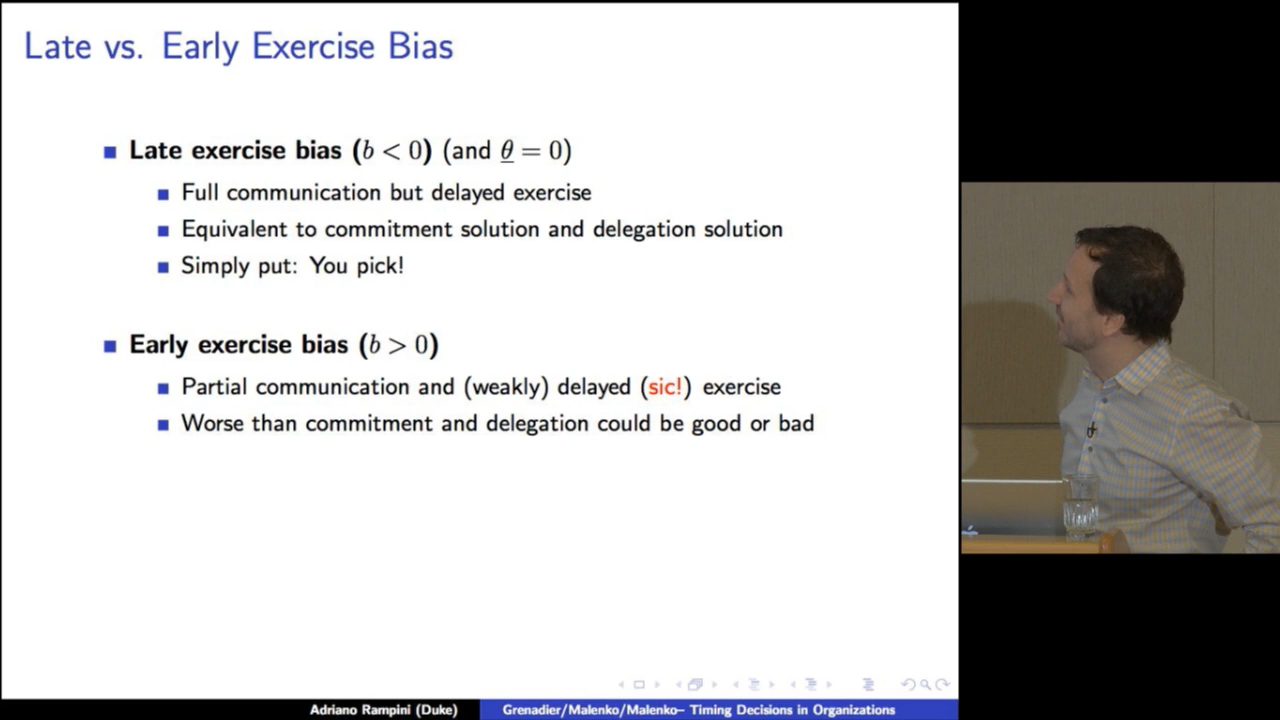 Late vs. Early Exercise Bias
Late exercise bias (b < 0) (and θ̲ = 0)
Full communication but delayed exercise
Equivalent to commitment solution and delegation solution
Simply put: You pick!
Early exercise bias (b > 0)
Partial communication and (weakly) delayed (sic!) exercise
Worse than commitment and delegation could be good or bad
Adriano Rampini (Duke)
Grenadier/Malenko/Malenko– Timing Decisions in Organizations